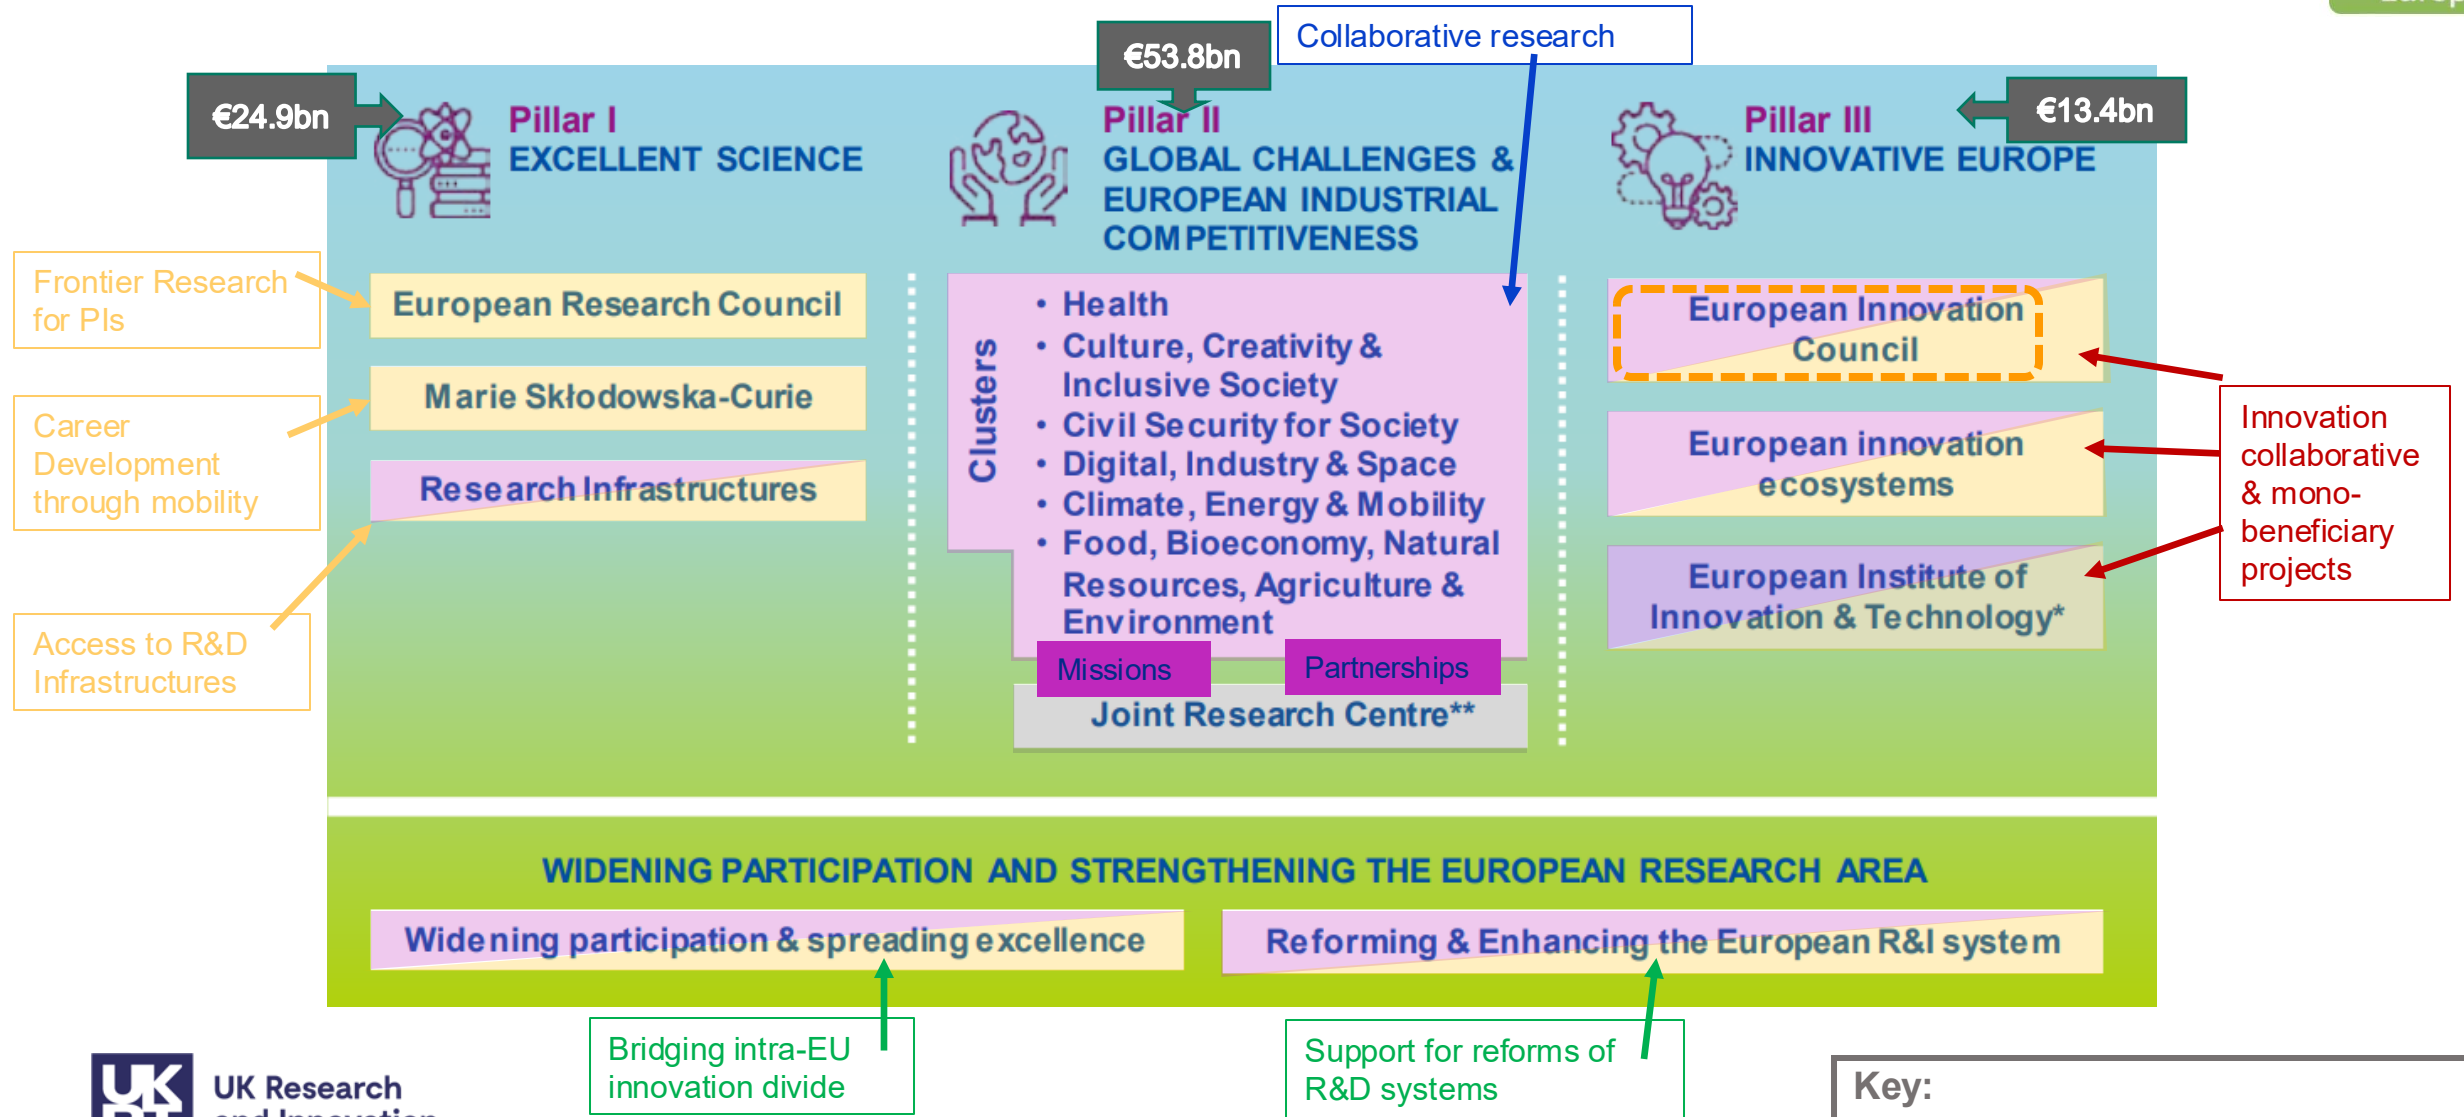 €24.9bn
€53.8bn
Collaborative research
€13.4bn
Pillar I
EXCELLENT SCIENCE
Pillar II
GLOBAL CHALLENGES &
EUROPEAN INDUSTRIAL
COMPETITIVENESS
Pillar III
INNOVATIVE EUROPE
Frontier Research
for PIs
Career
Development
through mobility
Access to R&D
Infrastructures
European Research Council
Marie Skłodowska-Curie
Research Infrastructures
Clusters
• Health
• Culture, Creativity &
Inclusive Society
• Civil Security for Society
• Digital, Industry & Space
• Climate, Energy & Mobility
• Food, Bioeconomy, Natural
Resources, Agriculture &
Environment
Missions
Partnerships
Joint Research Centre**
European Innovation
Council
European innovation
ecosystems
European Institute of
Innovation & Technology*
Innovation
collaborative
& mono-
beneficiary
projects
WIDENING PARTICIPATION AND STRENGTHENING THE EUROPEAN RESEARCH AREA
Widening participation & spreading excellence
Reforming & Enhancing the European R&I system
Bridging intra-EU
innovation divide
Support for reforms of
R&D systems
UK
UK Research
and Innovation
Key: